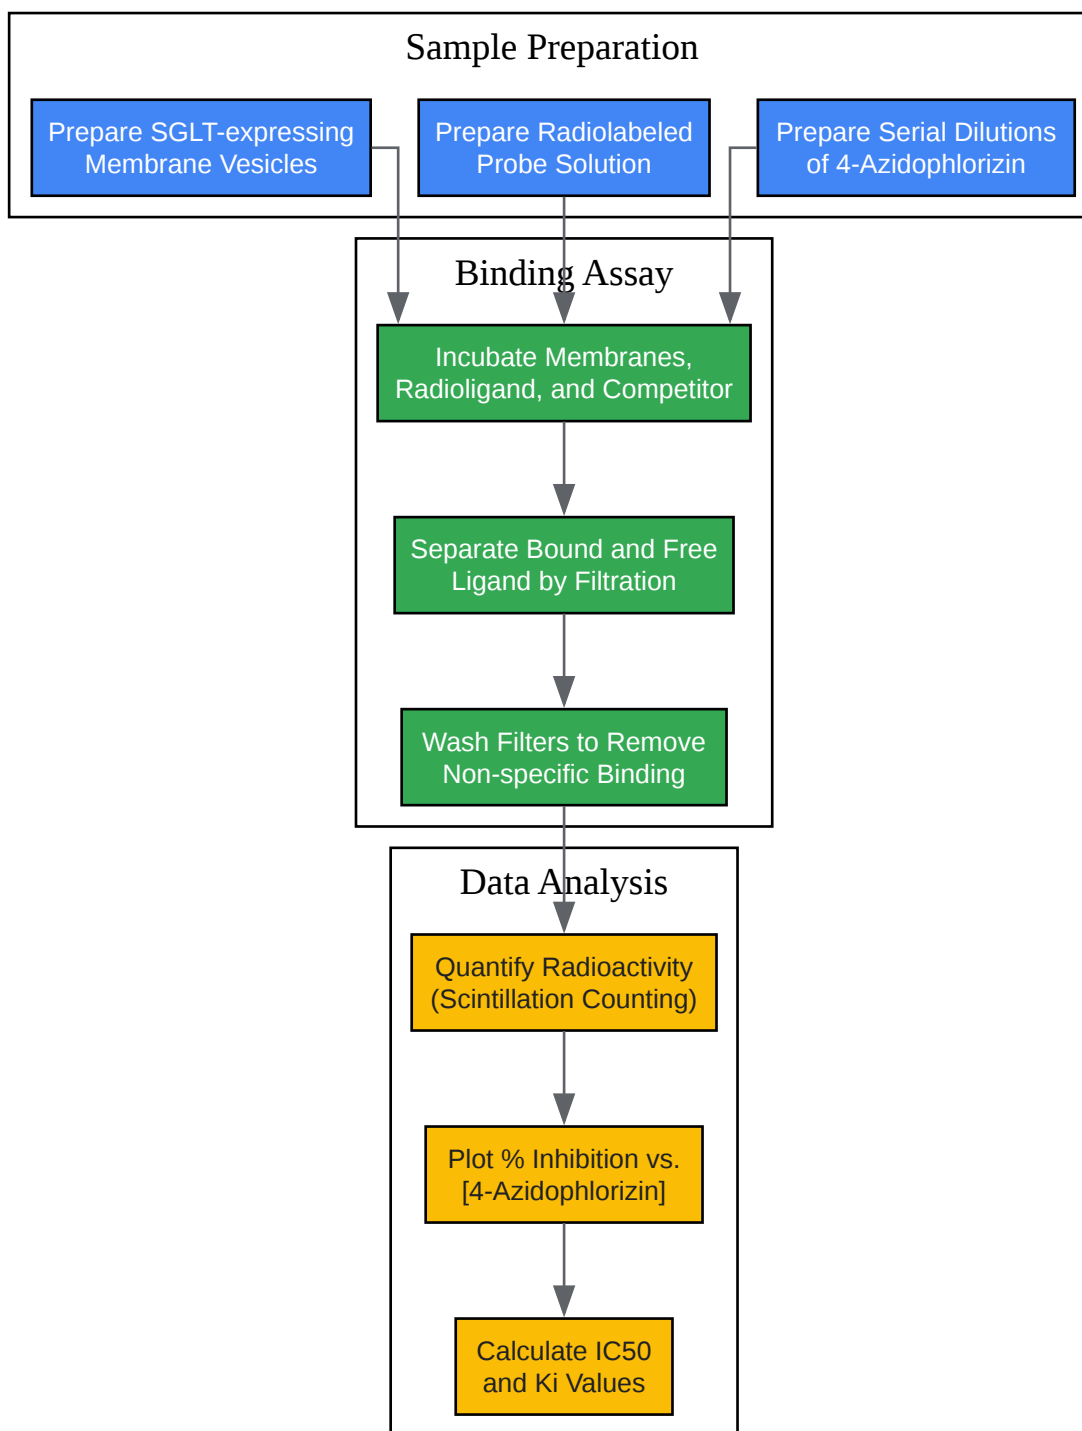 Sample Preparation
Prepare SGLT-expressing
Membrane Vesicles
Prepare Radiolabeled
Probe Solution
Prepare Serial Dilutions
of 4-Azidophlorizin
Binding Assay
Incubate Membranes,
Radioligand, and Competitor
Separate Bound and Free
Ligand by Filtration
Wash Filters to Remove
Non-specific Binding
Data Analysis
Quantify Radioactivity
(Scintillation Counting)
Plot % Inhibition vs.
[4-Azidophlorizin]
Calculate IC50
and Ki Values